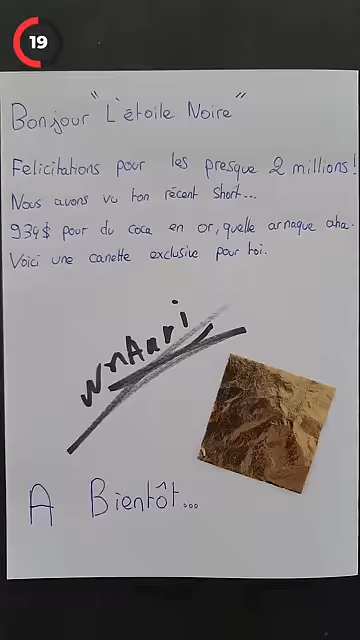 19
Bonjour "L'étoile Noire"
Felicitations pour les presque 2 millions!
Nous avons vu ton récent short...
934$ pour du coca en or, quelle arnaque aha.
Voici une canette exclusive pour toi.
A Bientôt...